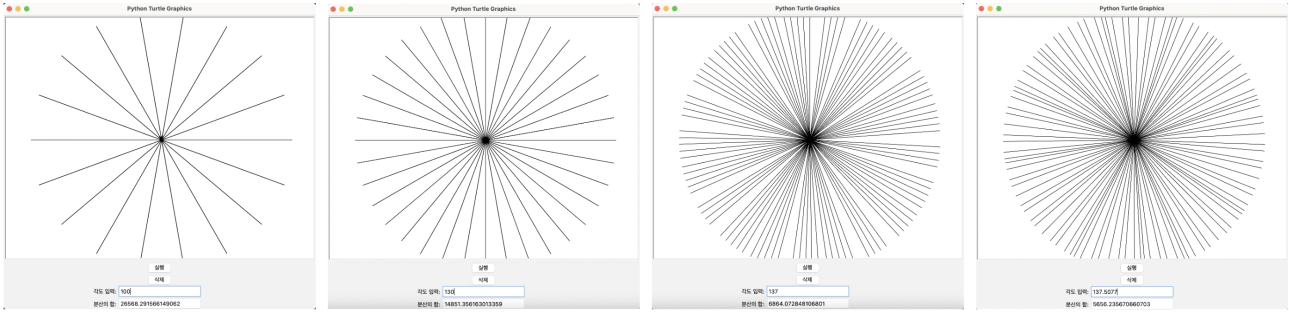 Python Turtle Graphics
실행
삭제
각도 입력: 100
분산의 합: 26568.291566149062
Python Turtle Graphics
실행
삭제
각도 입력: 130
분산의 합: 14851.356163013359
Python Turtle Graphics
실행
삭제
각도 입력: 137
분산의 합: 6864.072848106801
Python Turtle Graphics
실행
삭제
각도 입력: 137.5077
분산의 합: 5656.235670660703